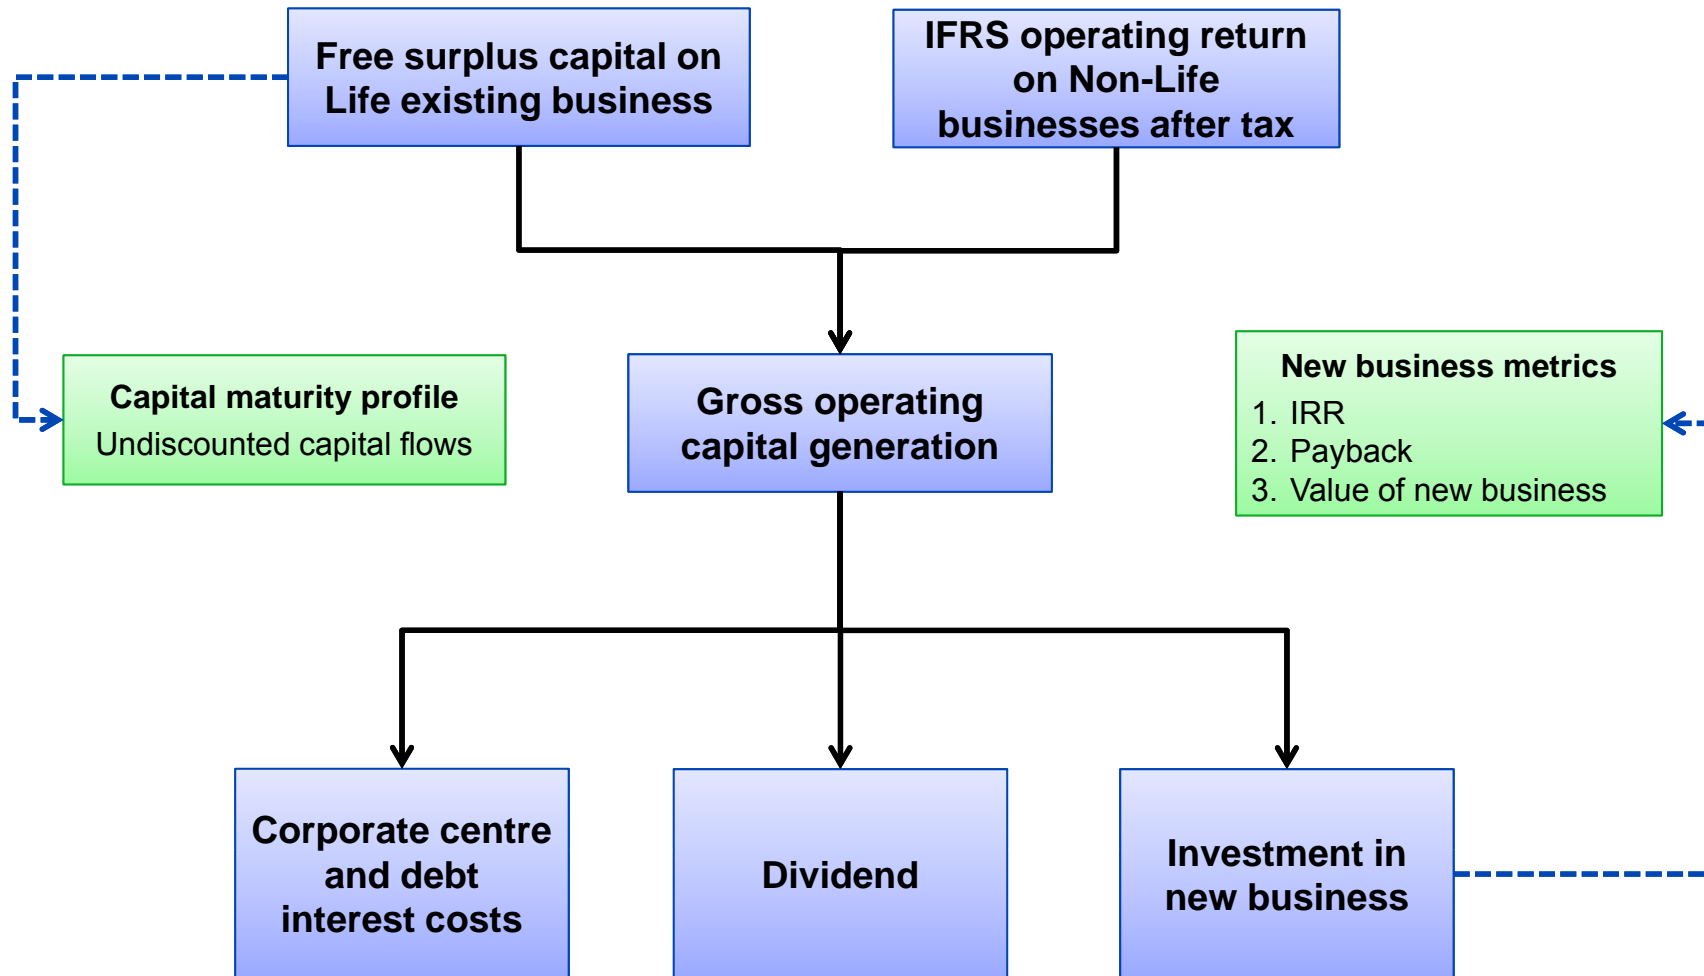 Free surplus capital on
Life existing business
IFRS operating return
on Non-Life
businesses after tax
Capital maturity profile
Undiscounted capital flows
Gross operating
capital generation
New business metrics
1. IRR
2. Payback
3. Value of new business
Corporate centre
and debt
interest costs
Dividend
Investment in
new business